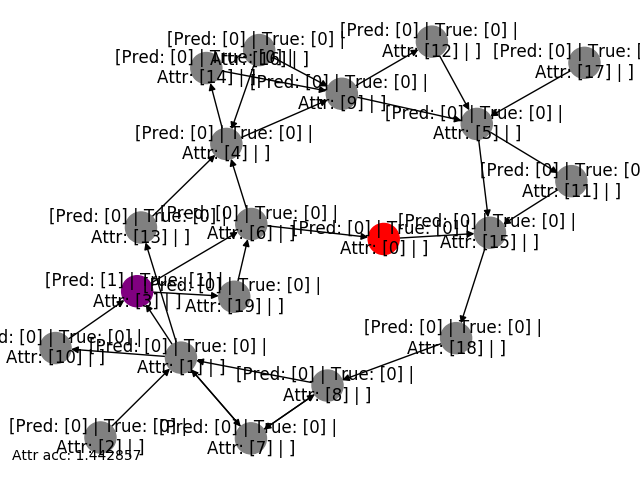 [Pred: [0] | True: [0] |
Attr: [12] | ]
[Pred: [0] | True: [0] |
Attr: [16] | ]
[Pred: [0] | True: [0] |
Attr: [14] | ]
[Pred: [0] | True: [
Attr: [17] | ]
[Pred: [0] | True: [0] |
Attr: [9] | ]
[Pred: [0] | True: [0] |
Attr: [5] | ]
[Pred: [0] | True: [0] |
Attr: [4] | ]
[Pred: [0] | True: [0
Attr: [11] | ]
[Pred: [0] | True: [0] |
Attr: [13] | ]
[Pred: [0] | True: [0] |
Attr: [6] | ]
[Pred: [0] | True: [0] |
Attr: [0] | ]
[Pred: [0] | True: [0] |
Attr: [15] | ]
[Pred: [1] | True: [1] |
Attr: [3] | ]
[Pred: [0] | True: [0] |
Attr: [19] | ]
d: [0] | True: [0] |
Attr: [10] | ]
[Pred: [0] | True: [0] |
Attr: [1] | ]
[Pred: [0] | True: [0] |
Attr: [18] | ]
[Pred: [0] | True: [0] |
Attr: [8] | ]
[Pred: [0] | True: [0] |
Attr: [2] | ]
[Pred: [0] | True: [0] |
Attr: [7] | ]
Attr acc: 1.442857